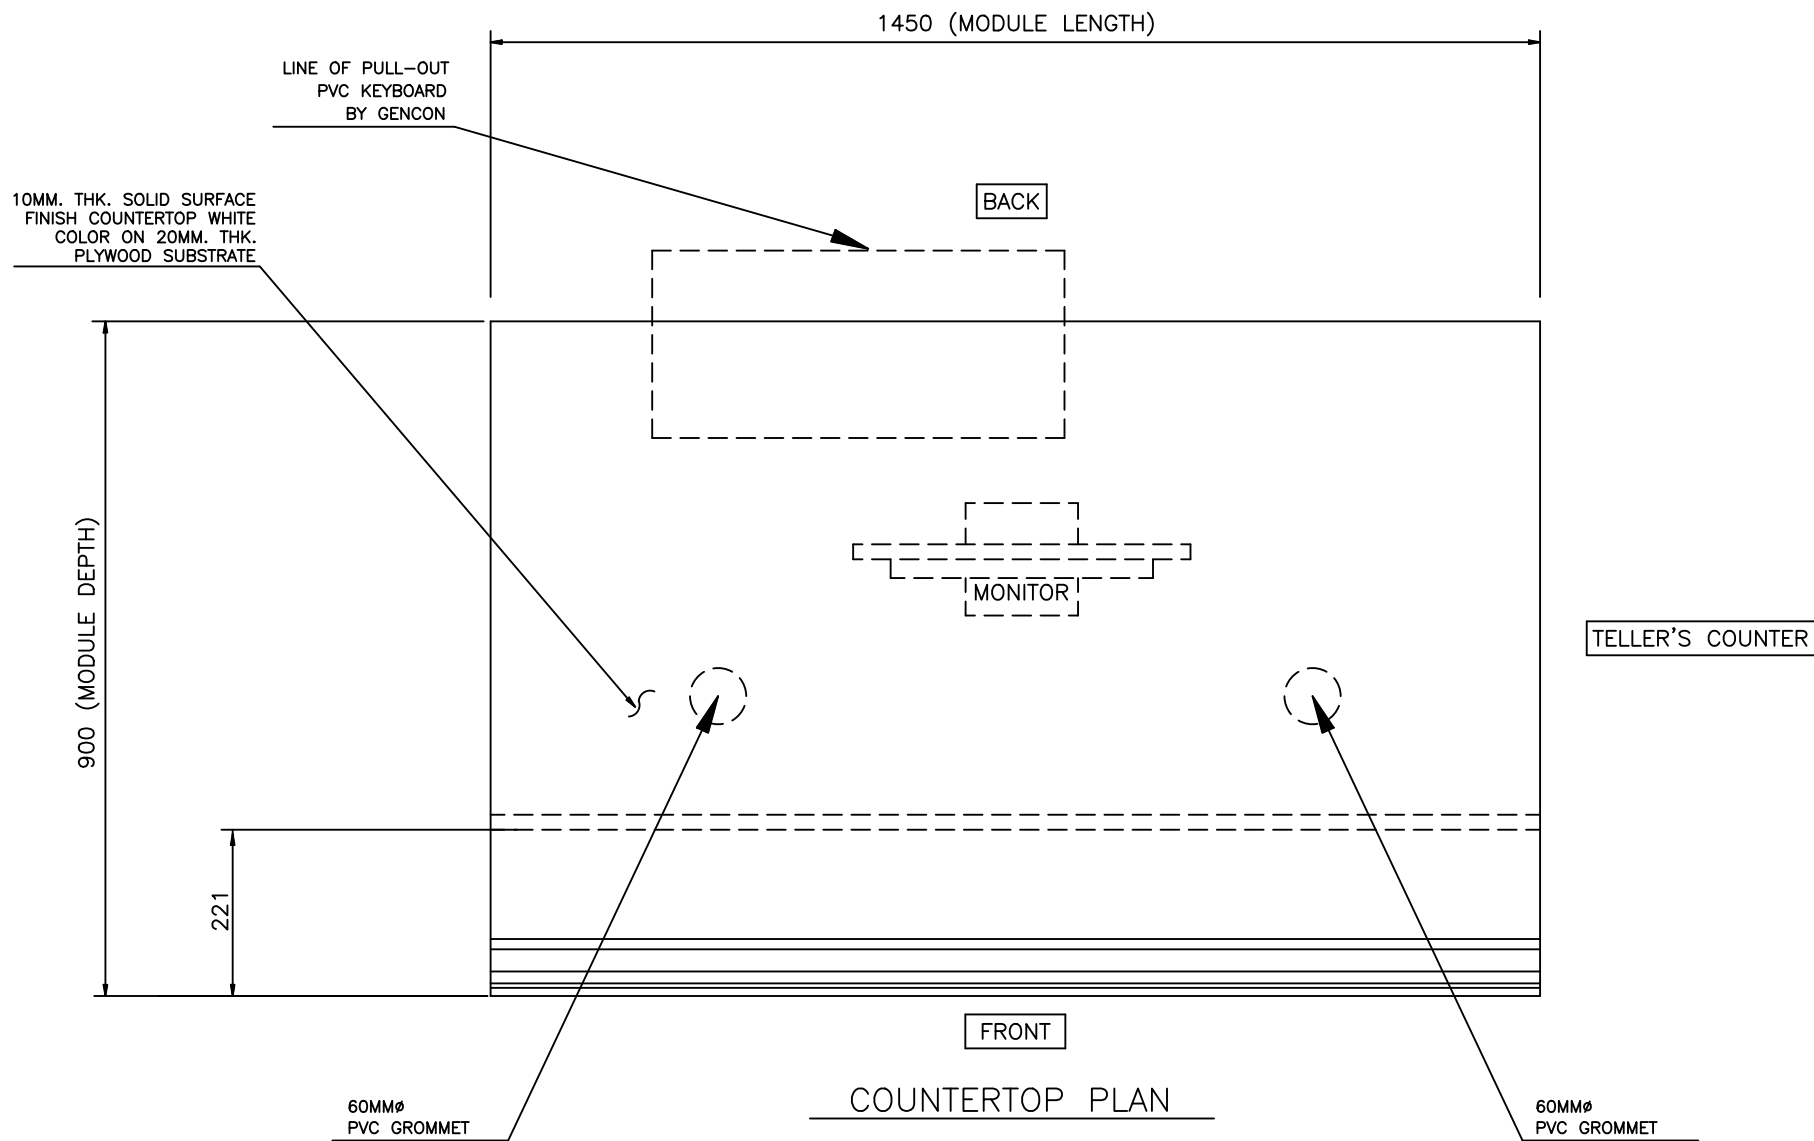 1450 (MODULE LENGTH)
LINE OF PULL-OUT
PVC KEYBOARD
BY GENCON
BACK
10MM. THK. SOLID SURFACE
FINISH COUNTERTOP WHITE
COLOR ON 20MM. THK.
PLYWOOD SUBSTRATE
900 (MODULE DEPTH)
MONITOR
TELLER'S COUNTER
221
FRONT
COUNTERTOP PLAN
60MMØ
PVC GROMMET
60MMØ
PVC GROMMET